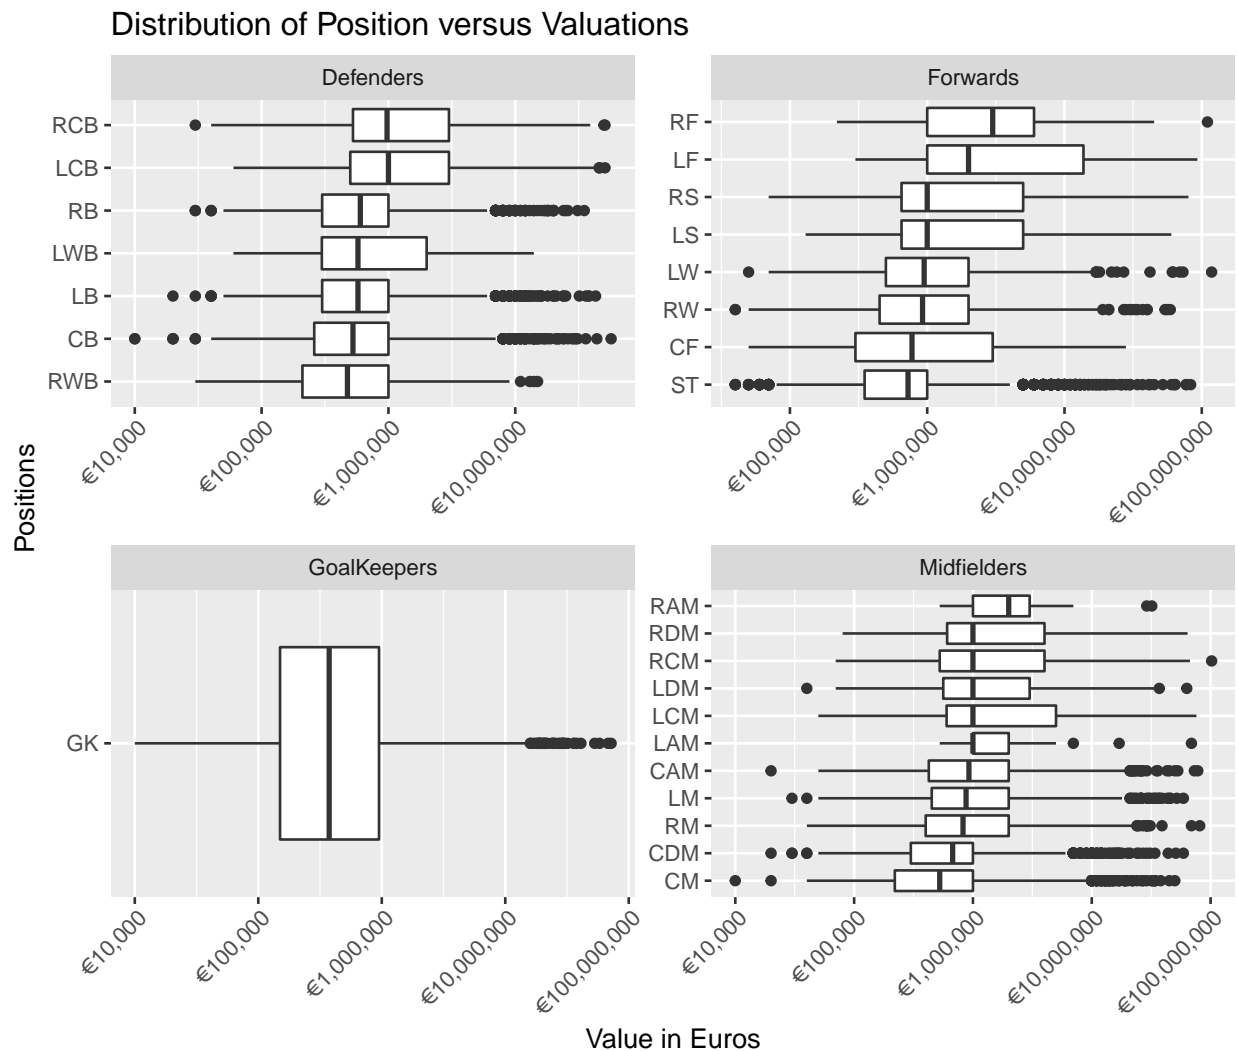 Distribution of Position versus Valuations
Defenders
RCB
LCB
RB
LWB
LB
CB
RWB
€10,000
€100,000
€1,000,000
€10,000,000
Forwards
RF
LF
RS
LS
LW
RW
CF
ST
€100,000
€1,000,000
€10,000,000
€100,000,000
Positions
GoalKeepers
GK
€10,000
€100,000
€1,000,000
€10,000,000
€100,000,000
Midfielders
RAM
RDM
RCM
LDM
LCM
LAM
CAM
LM
RM
CDM
CM
€10,000
€100,000
€1,000,000
€10,000,000
€100,000,000
Value in Euros